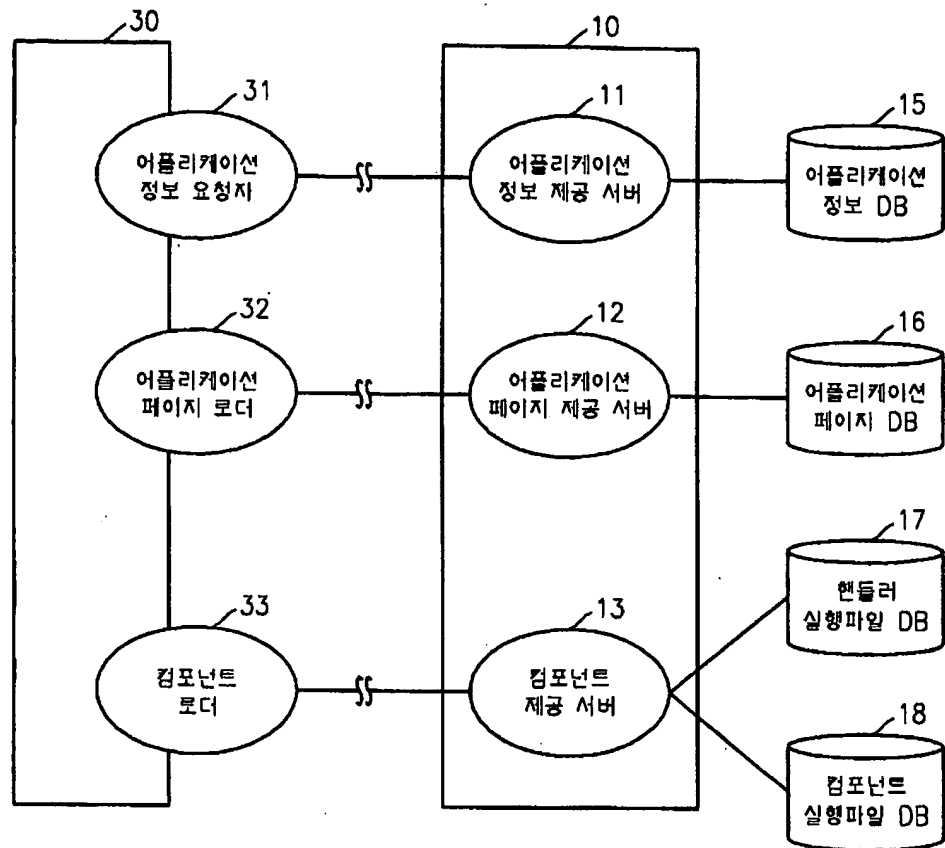 30
10
31
11
15
어플리케이션
정보 요청자
어플리케이션
정보 제공 서버
어플리케이션
정보 DB
32
12
16
어플리케이션
페이지 로더
어플리케이션
페이지 제공 서버
어플리케이션
페이지 DB
17
핸들러
실행파일 DB
33
13
컴포넌트
로더
컴포넌트
제공 서버
18
컴포넌트
실행파일 DB